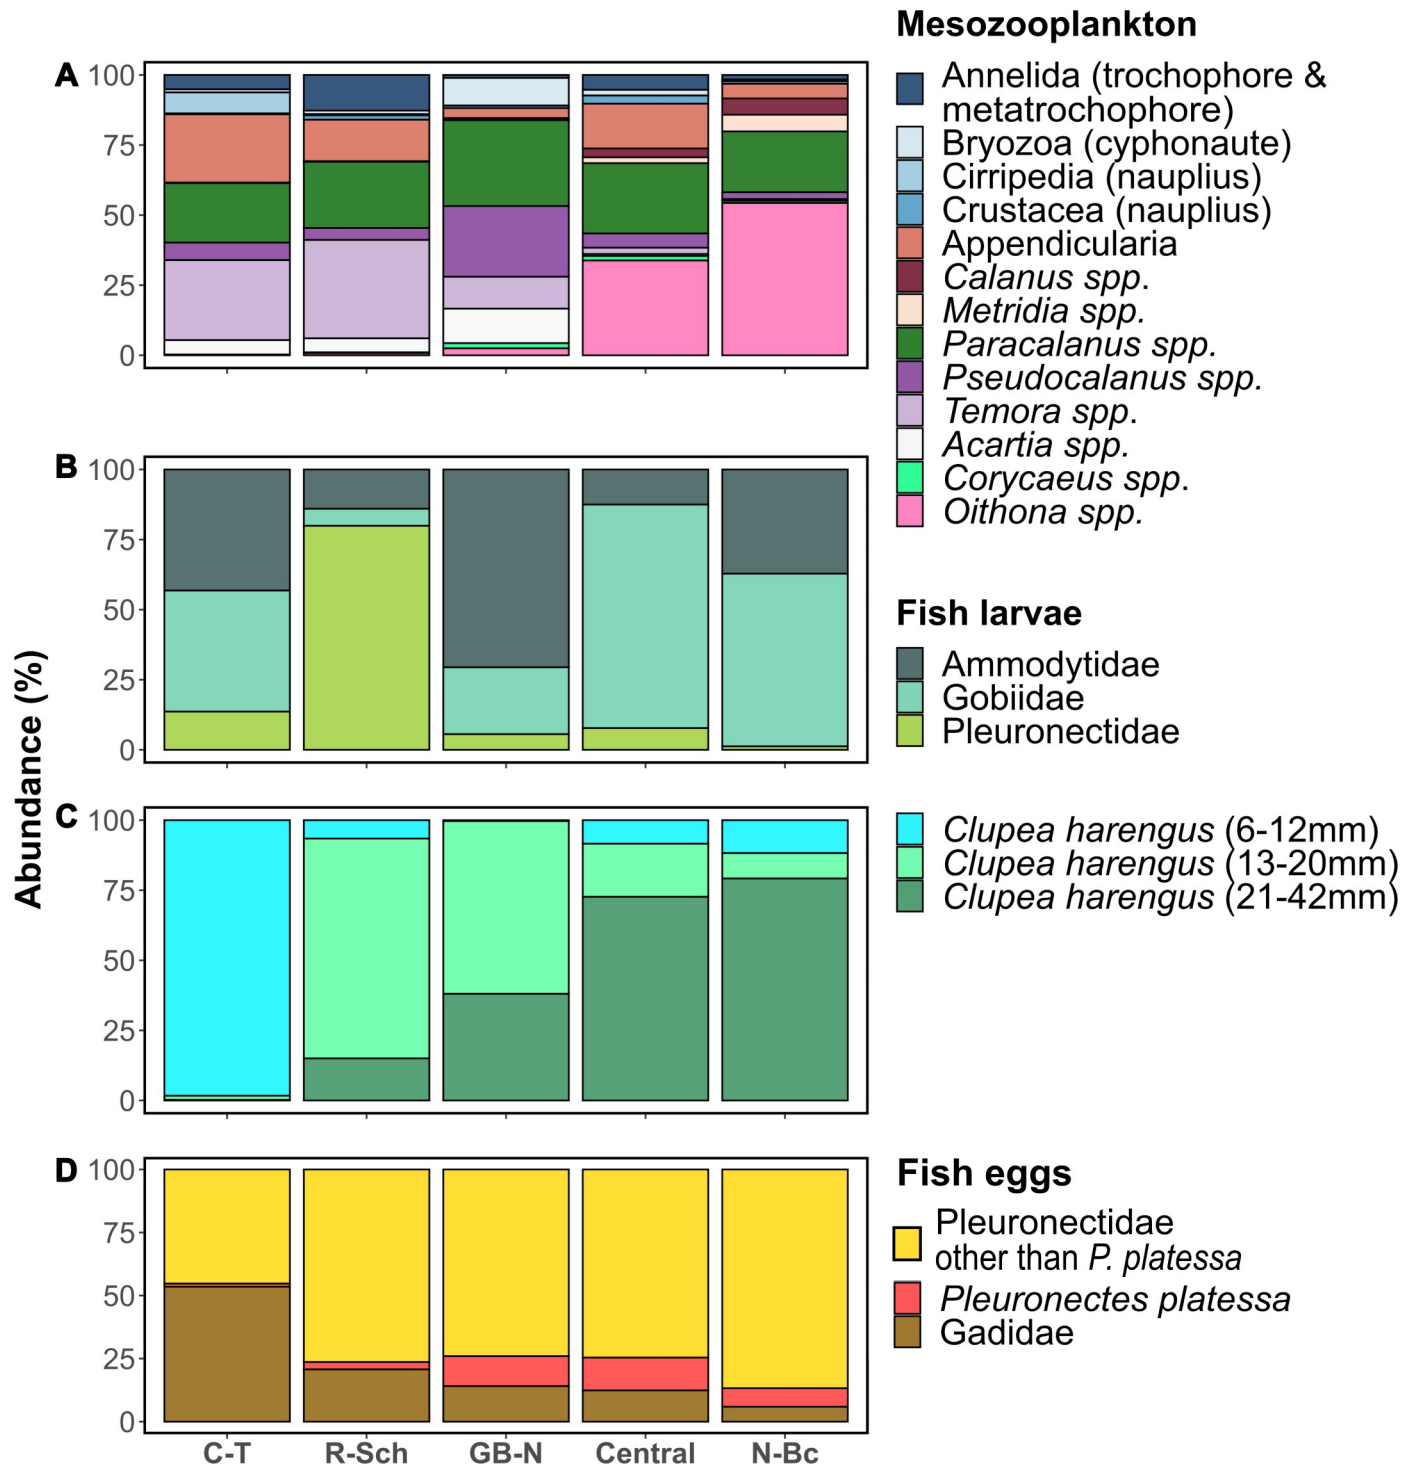 Mesozooplankton
A
100
75
50
25
0
Annelida (trochophore &
metatrochophore)
Bryozoa (cyphonaute)
Cirripedia (nauplius)
Crustacea (nauplius)
Appendicularia
Calanus spp.
Metridia spp.
Paracalanus spp.
Pseudocalanus spp.
Temora spp.
Acartia spp.
Corycaeus spp.
Oithona spp.
B
100
75
50
25
0
Fish larvae
Ammodytidae
Gobiidae
Pleuronectidae
Abundance (%)
C
100
75
50
25
0
Clupea harengus (6-12mm)
Clupea harengus (13-20mm)
Clupea harengus (21-42mm)
D
100
75
50
25
0
Fish eggs
Pleuronectidae
other than P. platessa
Pleuronectes platessa
Gadidae
C-T R-Sch GB-N Central N-Bc